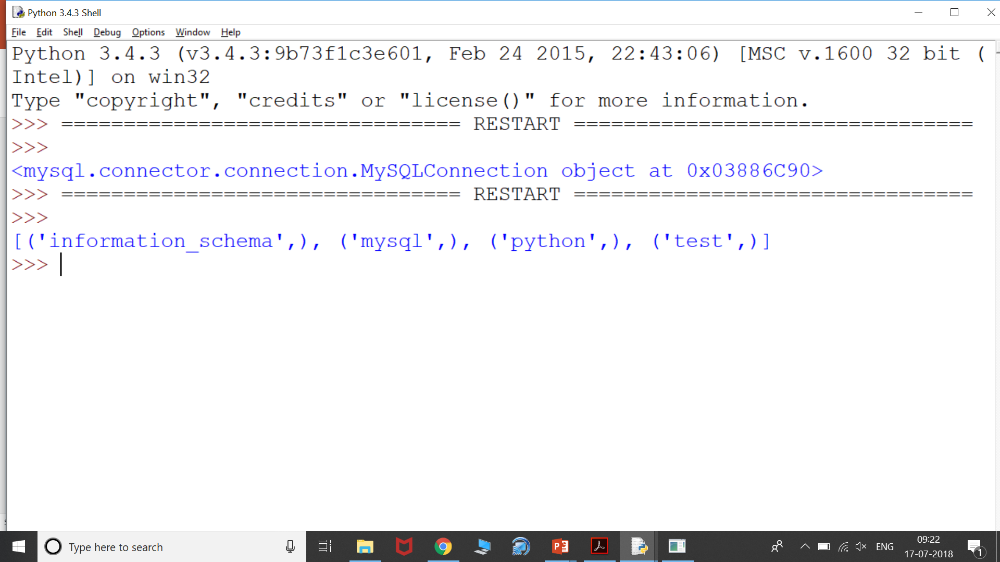 Python 3.4.3 Shell
File Edit Shell Debug Options Window Help
Python 3.4.3 (v3.4.3:9b73f1c3e601, Feb 24 2015, 22:43:06) [MSC v.1600 32 bit (
Intel)] on win32
Type "copyright", "credits" or "license()" for more information.
>>> ================================ RESTART ================================
>>>
<mysql.connector.connection.MySQLConnection object at 0x03886C90>
>>> ================================ RESTART ================================
>>>
[('information_schema',), ('mysql',), ('python',), ('test',)]
>>>
Type here to search
ENG
09:22
17-07-2018
1